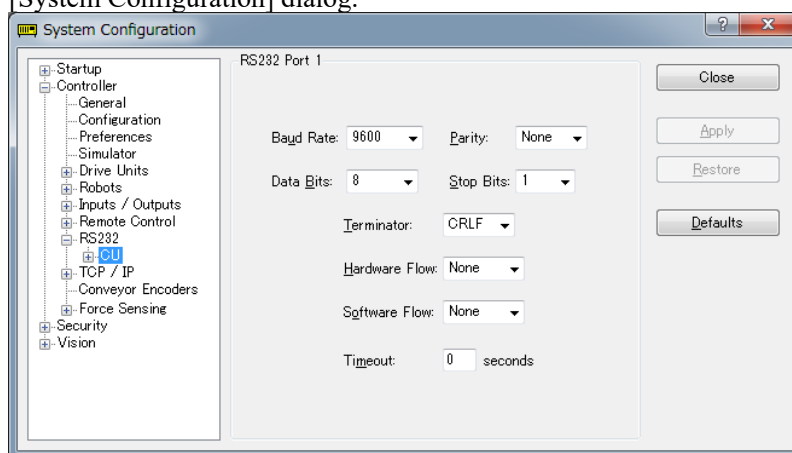 [System Configuration] dialog.
System Configuration
Startup
Controller
General
Configuration
Preferences
Simulator
Drive Units
Robots
Inputs / Outputs
Remote Control
RS232
CU
TCP / IP
Conveyor Encoders
Force Sensing
Security
Vision
RS232 Port 1
Baud Rate: 9600 Parity: None
Data Bits: 8 Stop Bits: 1
Terminator: CRLF
Hardware Flow: None
Software Flow: None
Timeout: 0 seconds
Close
Apply
Restore
Defaults